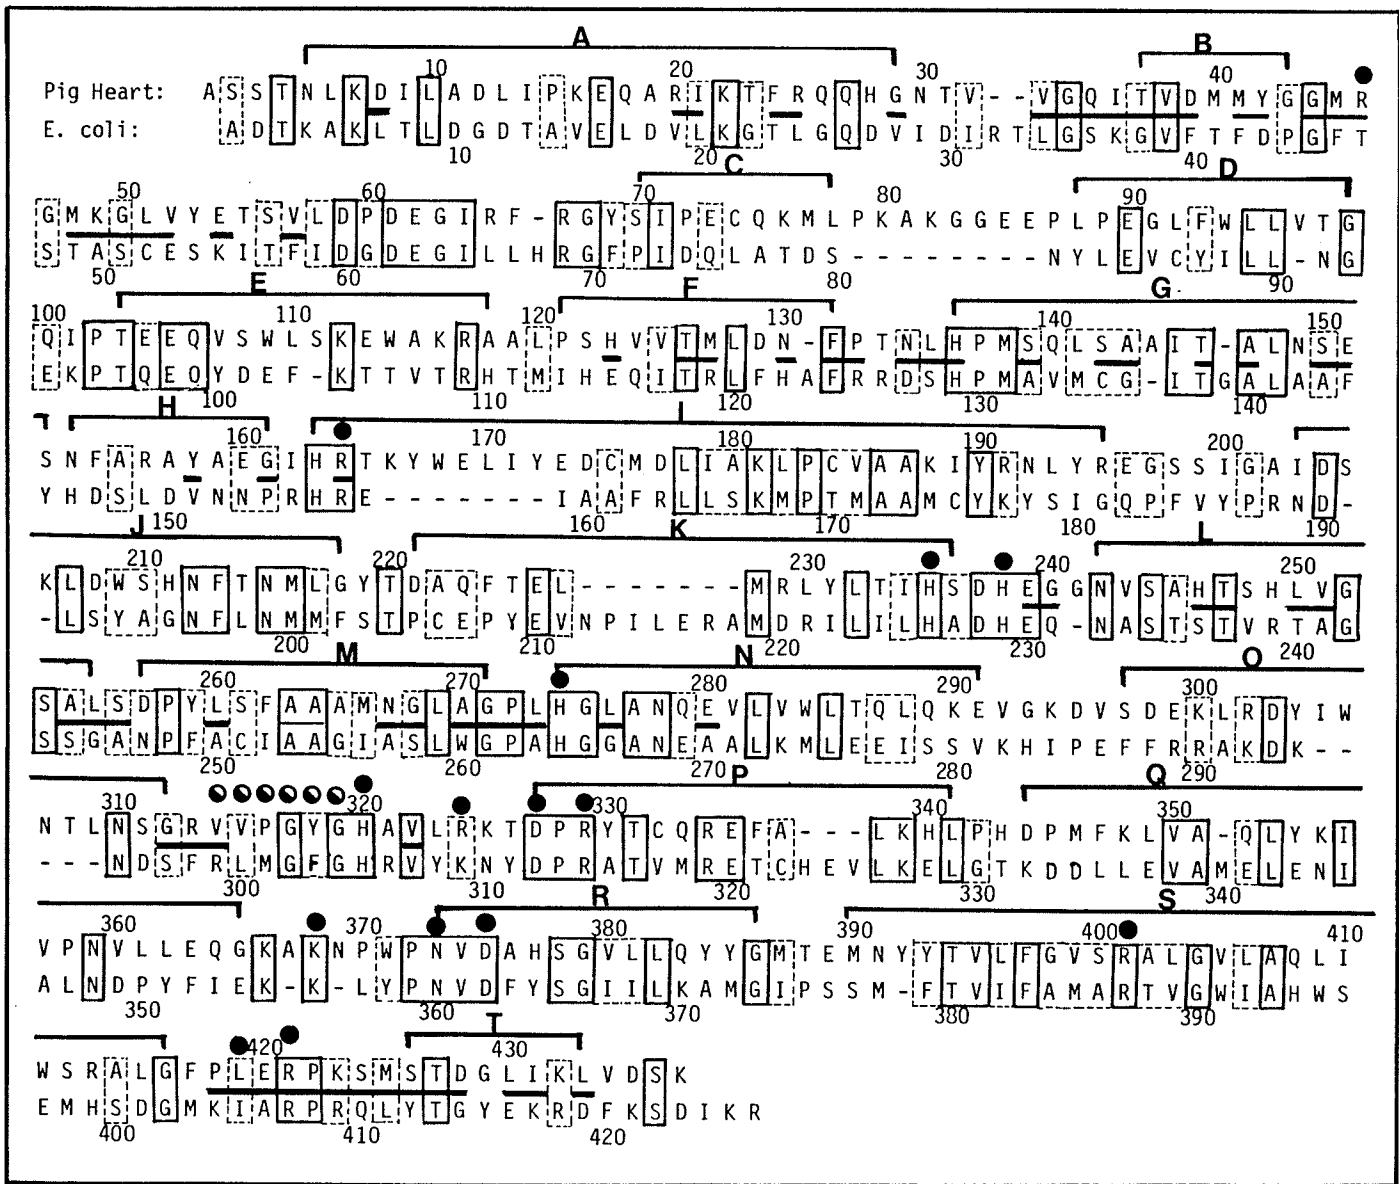 A B
10 20 30 40
Pig Heart: A S S T N L K D I L A D L I P K E Q A R I K T F R Q Q H G N T V - - V G Q I T V D M M Y G G M R
E. coli: A D T K A K L T L D G D T A V E L D V L K G T L G Q D V I D I R T L G S K G V F T F D P G F T
10 20 30 40
C D
50 60 70 80 90
G M K G L V Y E T S V L D P D E G I R F - R G Y S I P E C Q K M L P K A K G G E E P L P E G L F W L L V T G
S T A S C E S K I T F I D G D E G I L L H R G F P I D Q L A T D S - - - - - - - - N Y L E V C Y I L L - N G
50 60 70 80 90
E F G
100 110 120 130 140 150
Q I P T E E Q V S W L S K E W A K R A A L P S H V V T M L D N - F P T N L H P M S Q L S A A I T - A L N S E
E K P T Q E Q Y D E F - K T T V T R H T M I H E Q I T R L F H A F R R D S H P M A V M C G - I T G A L A A F
100 110 120 130 140
H I
160 170 180 190 200
S N F A R A Y A E G I H R T K Y W E L I Y E D C M D L I A K L P C V A A K I Y R N L Y R E G S S I G A I D S
Y H D S L D V N N P R H R E - - - - - - - I A A F R L L S K M P T M A A M C Y K Y S I G Q P F V Y P R N D -
150 160 170 180 190
J K L
210 220 230 240 250
K L D W S H N F T N M L G Y T D A Q F T E L - - - - - - - M R L Y L T I H S D H E G G N V S A H T S H L V G
- L S Y A G N F L N M M F S T P C E P Y E V N P I L E R A M D R I L I L H A D H E Q - N A S T S T V R T A G
200 210 220 230 240
M N O
260 270 280 290 300
S A L S D P Y L S F A A A M N G L A G P L H G L A N Q E V L V W L T Q L Q K E V G K D V S D E K L R D Y I W
S S G A N P F A C I A A G I A S L W G P A H G G A N E A A L K M L E E I S S V K H I P E F F R R A K D K - -
250 260 270 280 290
P Q
310 320 330 340 350
N T L N S G R V V P G Y G H A V L R K T D P R Y T C Q R E F A - - - L K H L P H D P M F K L V A - Q L Y K I
- - - N D S F R L M G F G H R V Y K N Y D P R A T V M R E T C H E V L K E L G T K D D L L E V A M E L E N I
300 310 320 330 340
R S
360 370 380 390 400 410
V P N V L L E Q G K A K N P W P N V D A H S G V L L Q Y Y G M T E M N Y Y T V L F G V S R A L G V L A Q L I
A L N D P Y F I E K - K - L Y P N V D F Y S G I I L K A M G I P S S M - F T V I F A M A R T V G W I A H W S
350 360 370 380 390
T
420 430
W S R A L G F P L E R P K S M S T D G L I K L V D S K
E M H S D G M K I A R P R Q L Y T G Y E K R D F K S D I K R
400 410 420